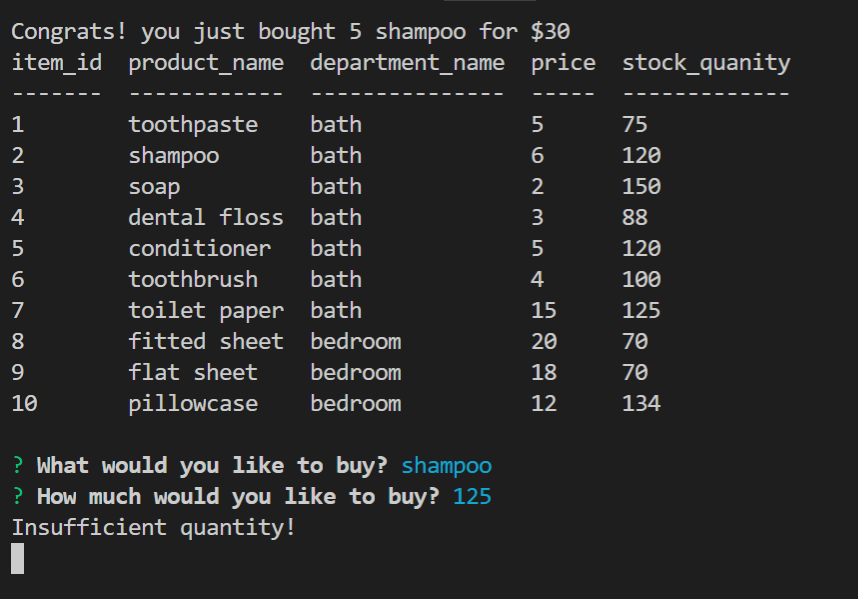 Congrats! you just bought 5 shampoo for $30
item_id  product_name  department_name  price  stock_quanity
-------  ------------  ---------------  -----  -------------
1        toothpaste    bath             5      75
2        shampoo       bath             6      120
3        soap          bath             2      150
4        dental floss  bath             3      88
5        conditioner   bath             5      120
6        toothbrush    bath             4      100
7        toilet paper  bath             15     125
8        fitted sheet  bedroom          20     70
9        flat sheet    bedroom          18     70
10       pillowcase    bedroom          12     134
? What would you like to buy? shampoo
? How much would you like to buy? 125
Insufficient quantity!